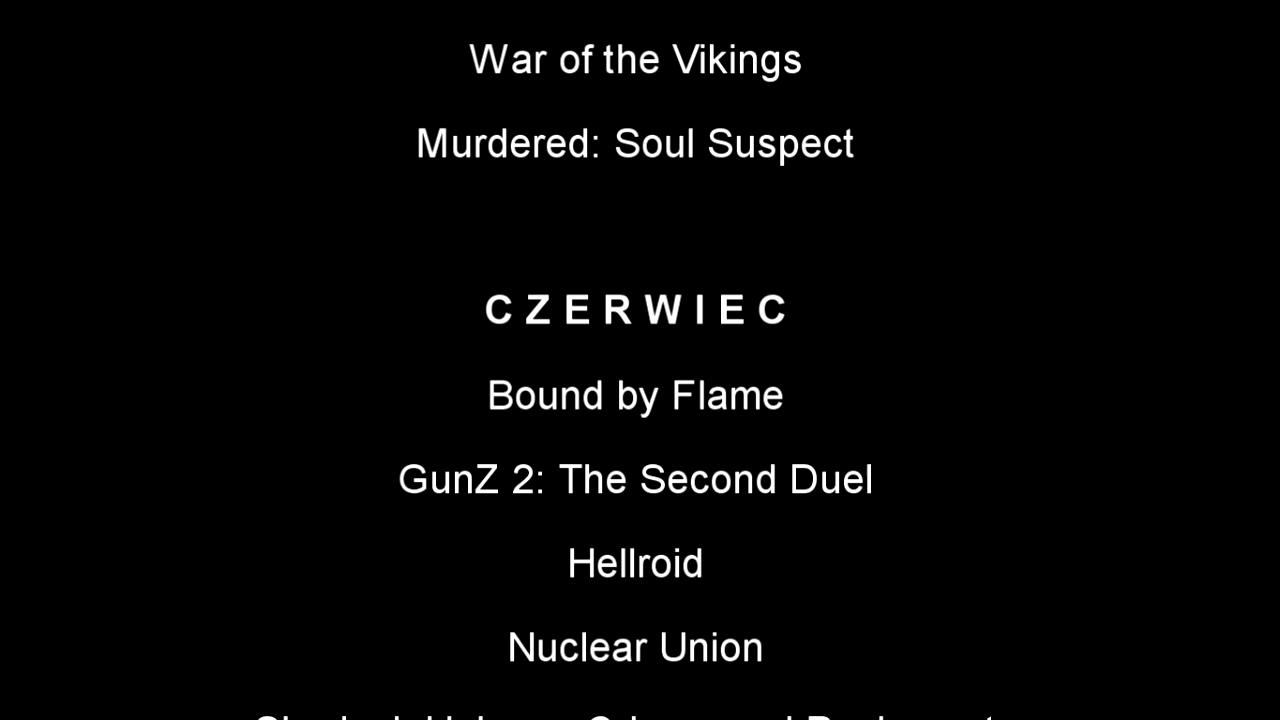 War of the Vikings
Murdered: Soul Suspect
C Z E R W I E C
Bound by Flame
GunZ 2: The Second Duel
Hellroid
Nuclear Union